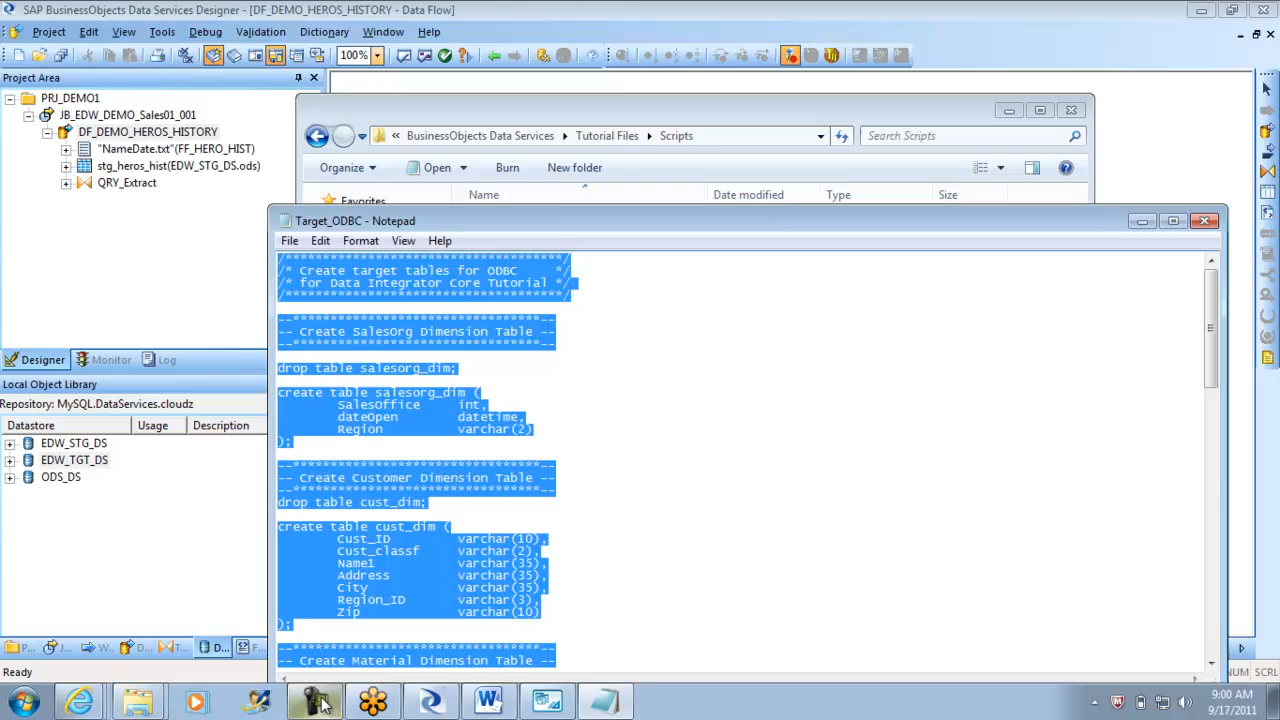 SAP BusinessObjects Data Services Designer - [DF_DEMO_HEROS_HISTORY - Data Flow]
Project Edit View Tools Debug Validation Dictionary Window Help
100%
Project Area
PRJ_DEMO1
JB_EDW_DEMO_Sales01_001
DF_DEMO_HEROS_HISTORY
"NameDate.txt"(FF_HERO_HIST)
stg_heros_hist(EDW_STG_DS.ods)
QRY_Extract
« BusinessObjects Data Services Tutorial Files Scripts
Search Scripts
Organize Open Burn New folder
Favorites
Name Date modified Type Size
Target_ODBC - Notepad
File Edit Format View Help
/***********************************/
/* Create target tables for ODBC     */
/* for Data Integrator Core Tutorial */
/***********************************/
--*********************************--
-- Create SalesOrg Dimension Table --
--*********************************--
drop table salesorg_dim;
create table salesorg_dim (
SalesOffice int,
dateOpen datetime,
Region varchar(2)
);
--*********************************--
-- Create Customer Dimension Table --
--*********************************--
drop table cust_dim;
create table cust_dim (
Cust_ID varchar(10),
Cust_classf varchar(2),
Name1 varchar(35),
Address varchar(35),
City varchar(35),
Region_ID varchar(3),
Zip varchar(10)
);
--*********************************--
-- Create Material Dimension Table --
Designer Monitor Log
Local Object Library
Repository: MySQL.DataServices.cloudz
Datastore Usage Description
EDW_STG_DS
EDW_TGT_DS
ODS_DS
P... J... W... D... T... D... F...
Ready
NUM SCRL
9:00 AM
9/17/2011